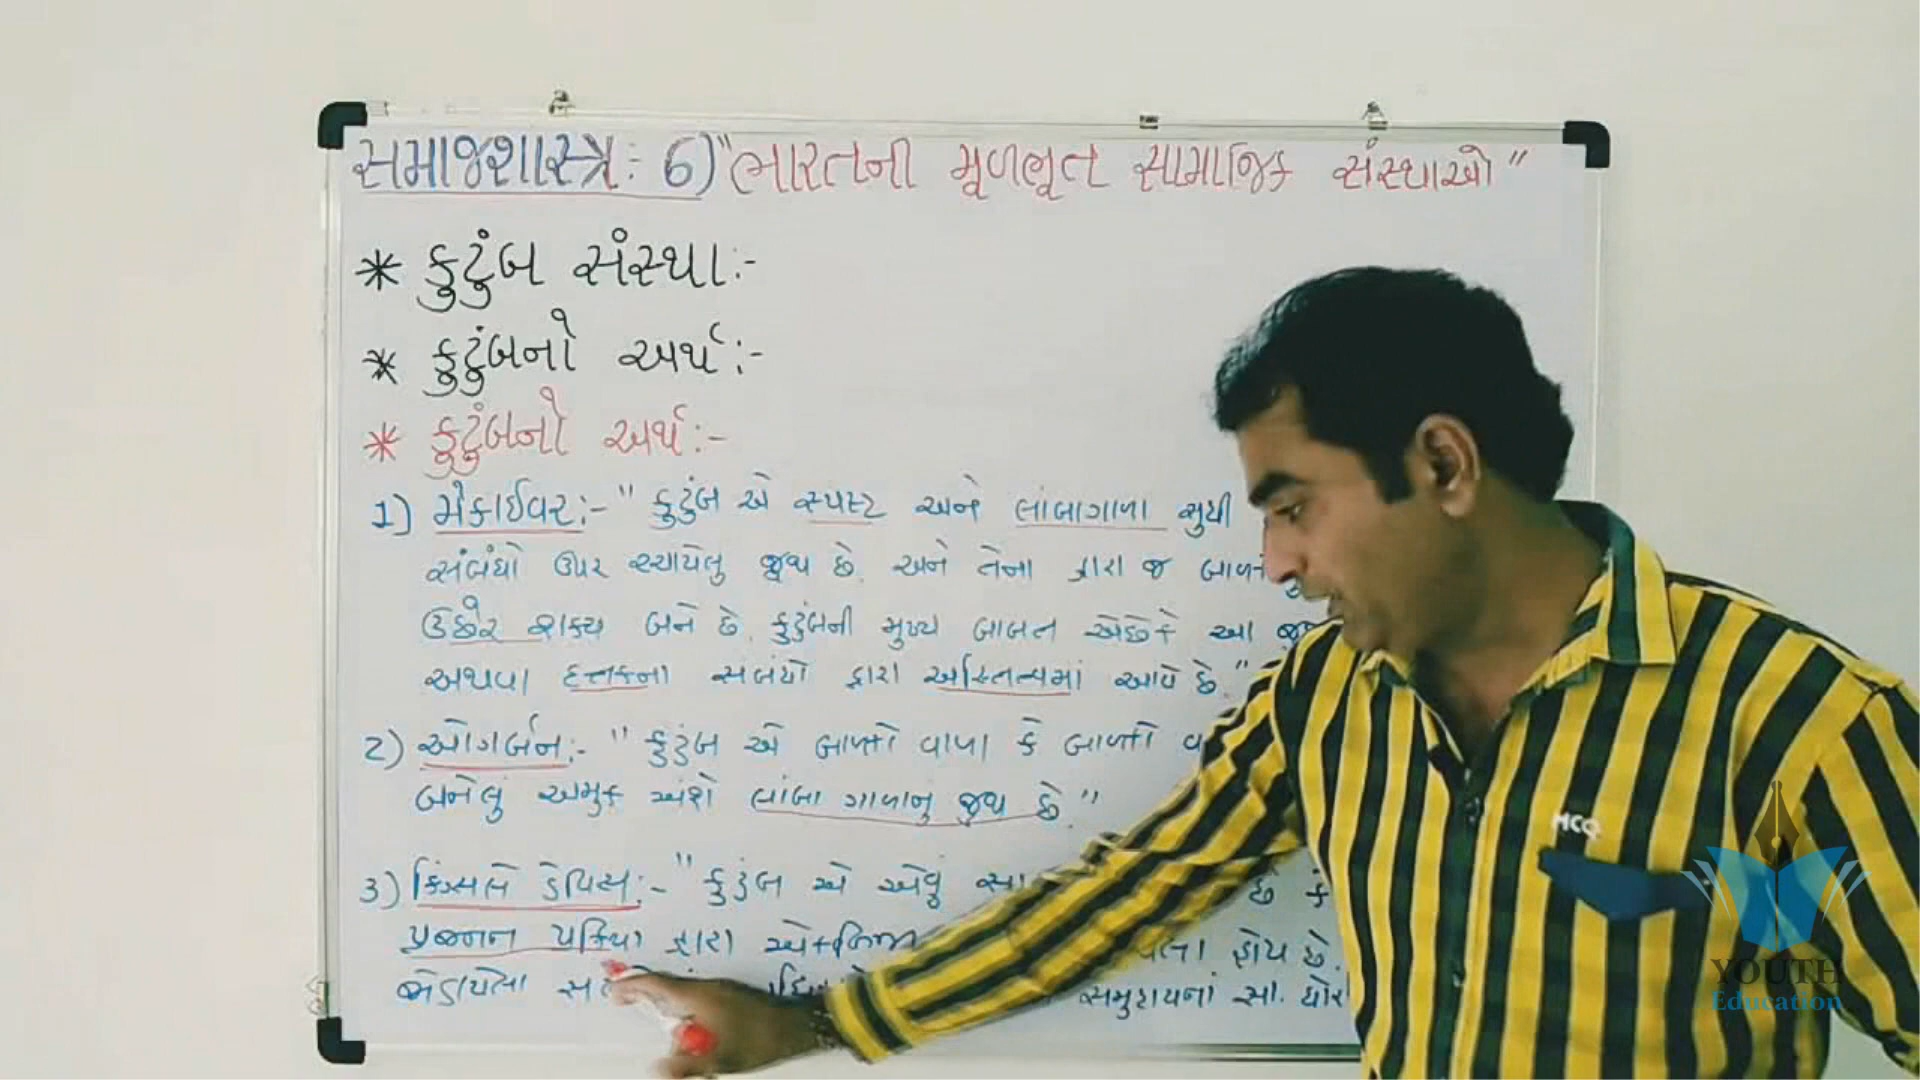 સમાજશાસ્ત્ર:- 6) "ભારતની મૂળભૂત સામાજિક સંસ્થાઓ"
* કુટુંબ સંસ્થા:-
* કુટુંબનો અર્થ:-
* કુટુંબનો અર્થ:-
1) મેકાઈવર:- "કુટુંબ એ સ્પષ્ટ અને લાંબાગાળા સુધી
સંબંધો ઉપર રચાયેલુ જૂથ છે. અને તેના દ્વારા જ
ઉછેર શક્ય બને છે. કુટુંબની મુખ્ય બાબત એછેકે આ
અથવા દત્તકના સબંધો દ્વારા અસ્તિત્વમાં આવે છે."
2) ઓગબર્ન:- "કુટુંબ એ બાળકો વાળા કે બાળકો
બનેલું અમુક અંશે લાંબા ગાળાનુ જૂથ છે."
3) કિંગ્સલે ડેવિસ:- "કુટુંબ એ એવું છે કે
પ્રજનન પ્રક્રિયા દ્વારા હોય છે.
જોડાયેલા સમુદાયનાં સા.
MCQ
YOUTH
Education